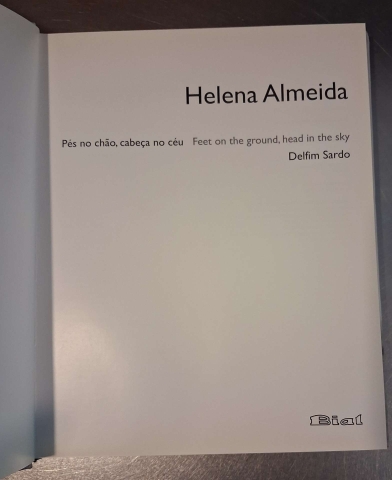 Helena Almeida
Pés no chão, cabeça no céu Feet on the ground, head in the sky
Delfim Sardo
Bial